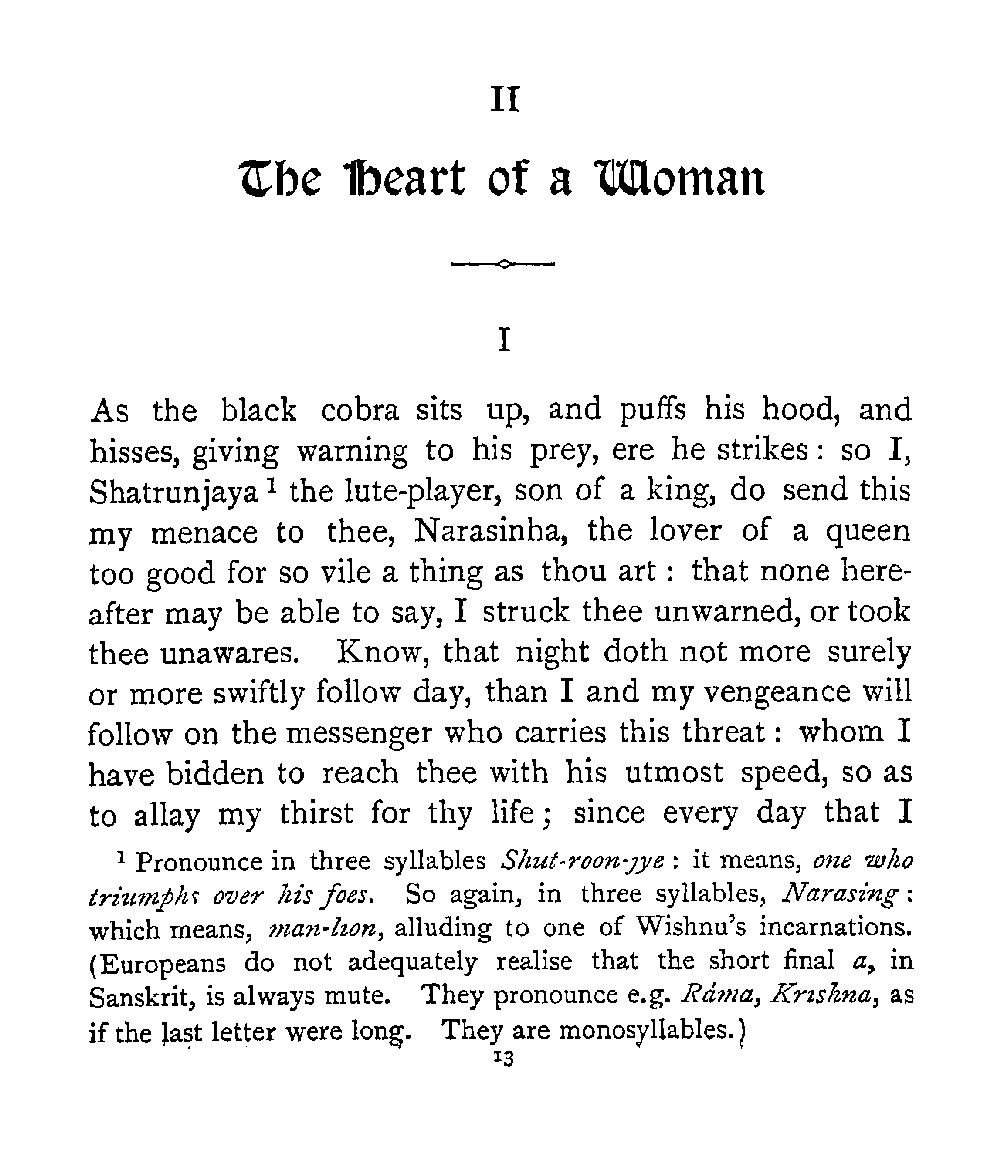 II
The Heart of a Woman
I
As the black cobra sits up, and puffs his hood, and
hisses, giving warning to his prey, ere he strikes : so I,
Shatrunjaya ¹ the lute-player, son of a king, do send this
my menace to thee, Narasinha, the lover of a queen
too good for so vile a thing as thou art : that none here-
after may be able to say, I struck thee unwarned, or took
thee unawares. Know, that night doth not more surely
or more swiftly follow day, than I and my vengeance will
follow on the messenger who carries this threat : whom I
have bidden to reach thee with his utmost speed, so as
to allay my thirst for thy life ; since every day that I
¹ Pronounce in three syllables Shut-roon-jye : it means, one who
triumphs over his foes. So again, in three syllables, Narasing :
which means, man-lion, alluding to one of Wishnu's incarnations.
(Europeans do not adequately realise that the short final a, in
Sanskrit, is always mute. They pronounce e.g. Ráma, Krishna, as
if the last letter were long. They are monosyllables.)
13